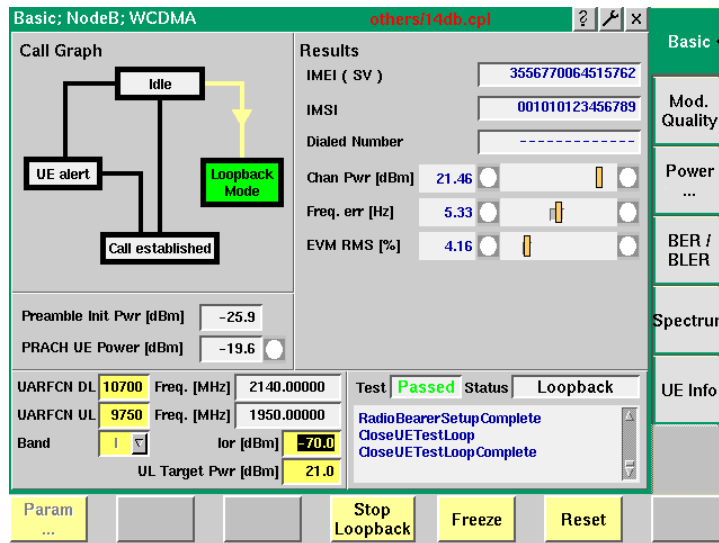 Basic; NodeB; WCDMA others/14db.cpl ?
Call Graph
Idle
UE alert
Loopback
Mode
Call established
Results
IMEI ( SV ) 3556770064515762
IMSI 001010123456789
Dialed Number -------------
Chan Pwr [dBm] 21.46
Freq. err [Hz] 5.33
EVM RMS [%] 4.16
Preamble Init Pwr [dBm] -25.9
PRACH UE Power [dBm] -19.6
UARFCN DL 10700 Freq. [MHz] 2140.00000
UARFCN UL 9750 Freq. [MHz] 1950.00000
Band I Ior [dBm] -70.0
UL Target Pwr [dBm] 21.0
Test Passed Status Loopback
RadioBearerSetupComplete
CloseUETestLoop
CloseUETestLoopComplete
Basic
Mod.
Quality
Power
...
BER /
BLER
Spectrum
UE Info
Param
...
Stop
Loopback
Freeze
Reset